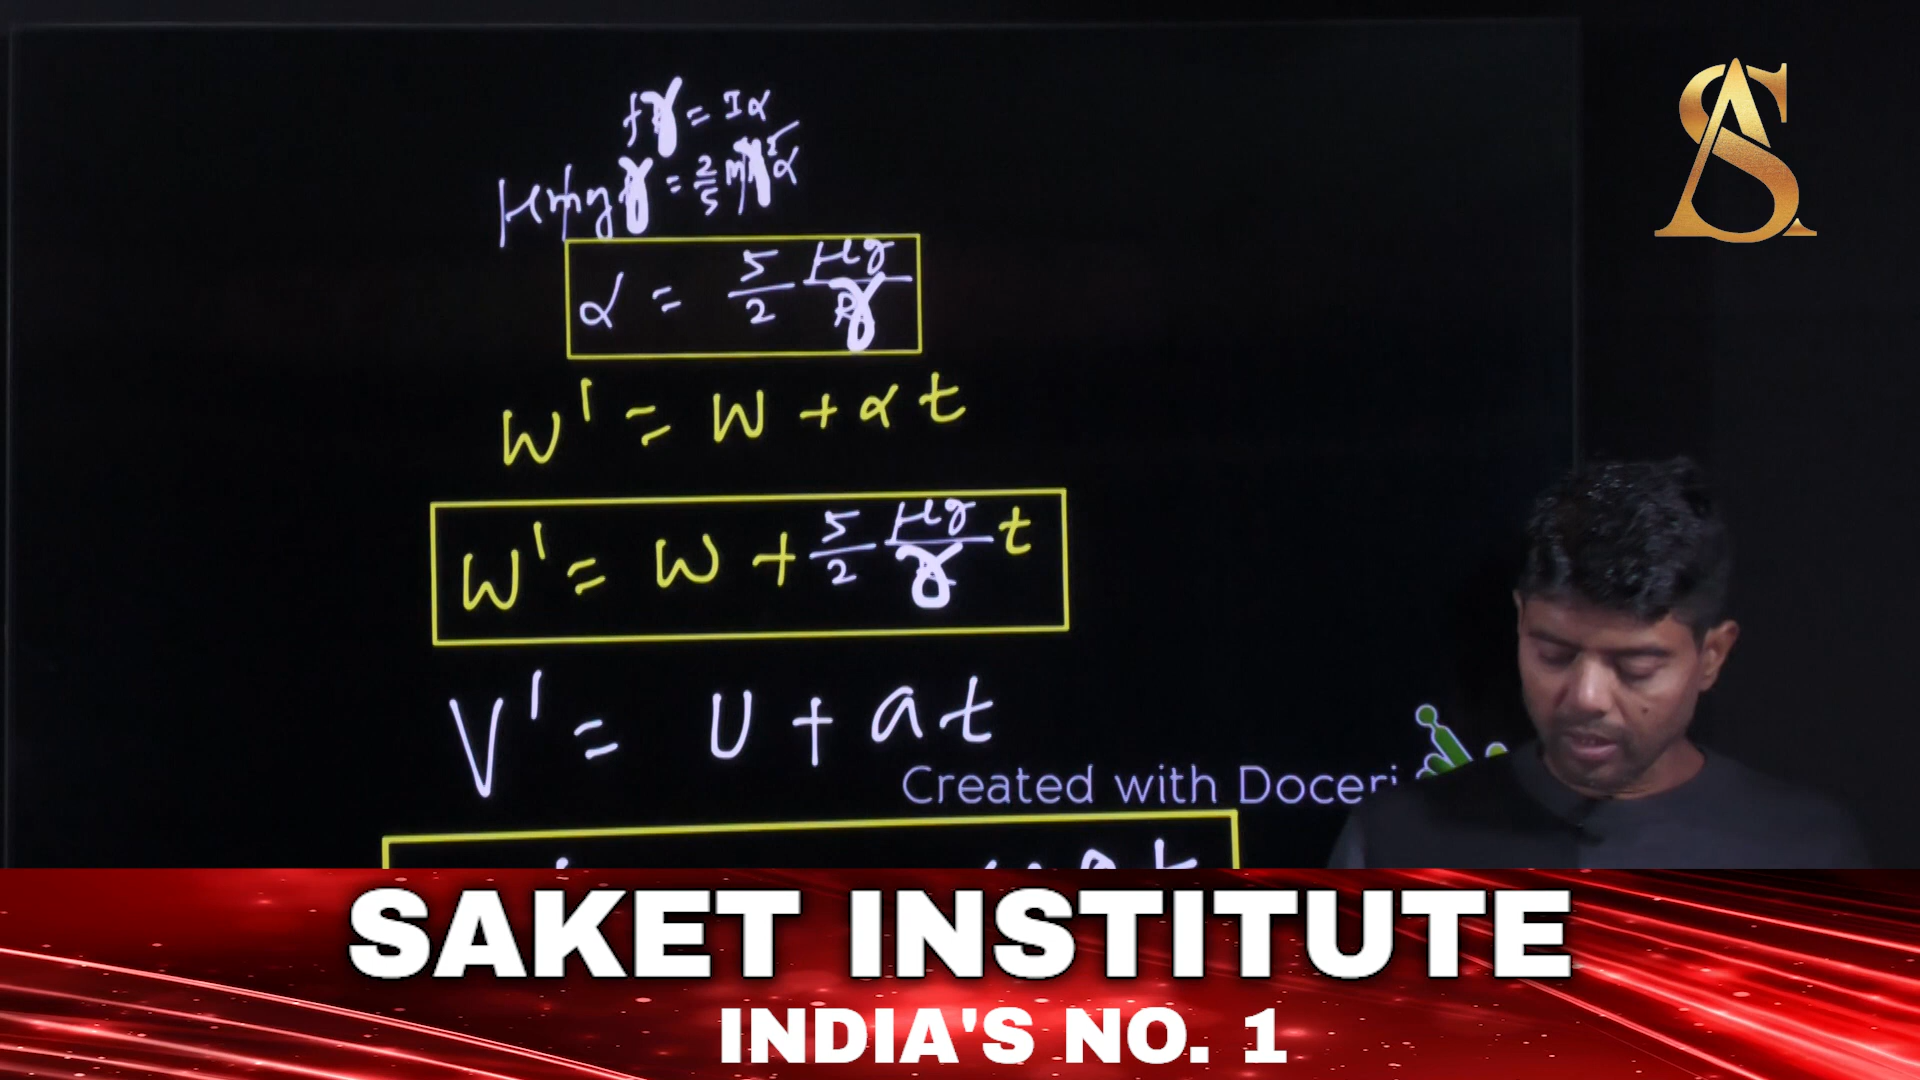 fr = Iα
μmgr = 2/5 mr²α
α = 5/2 μg/r
W' = W + αt
W' = W + 5/2 μg/r t
V' = U + at
Created with Doceri
SAKET INSTITUTE
INDIA'S NO. 1